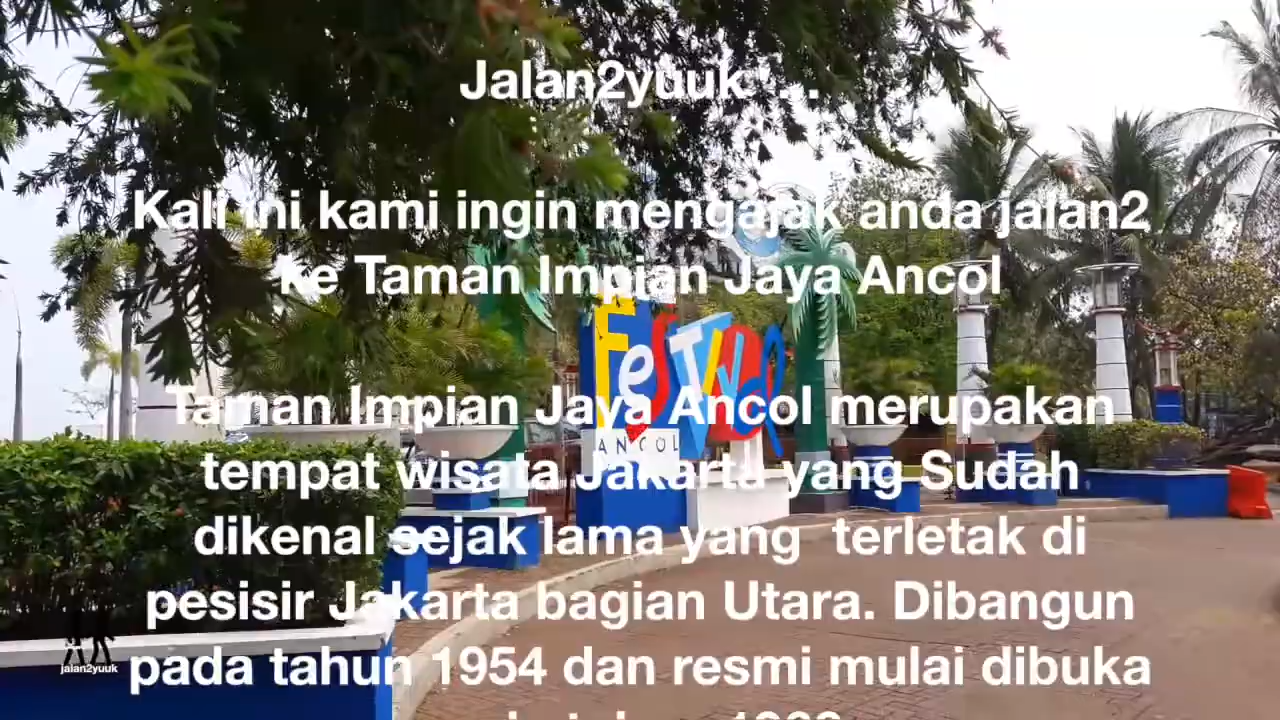 Jalan2yuuk . . .
Kali ini kami ingin mengajak anda jalan2
ke Taman Impian Jaya Ancol
FeSTIVAL
ANCOL
Taman Impian Jaya Ancol merupakan
tempat wisata Jakarta yang Sudah
dikenal sejak lama yang  terletak di
pesisir Jakarta bagian Utara. Dibangun
pada tahun 1954 dan resmi mulai dibuka
jalan2yuuk